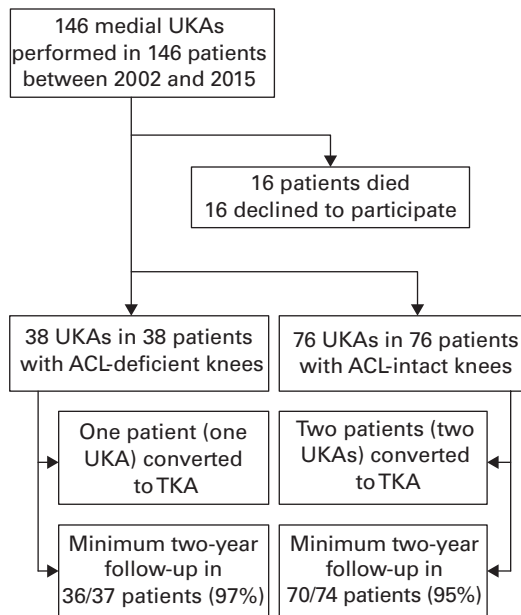 146 medial UKAs
performed in 146 patients
between 2002 and 2015
16 patients died
16 declined to participate
38 UKAs in 38 patients
with ACL-deficient knees
76 UKAs in 76 patients
with ACL-intact knees
One patient (one
UKA) converted
to TKA
Two patients (two
UKAs) converted
to TKA
Minimum two-year
follow-up in
36/37 patients (97%)
Minimum two-year
follow-up in
70/74 patients (95%)